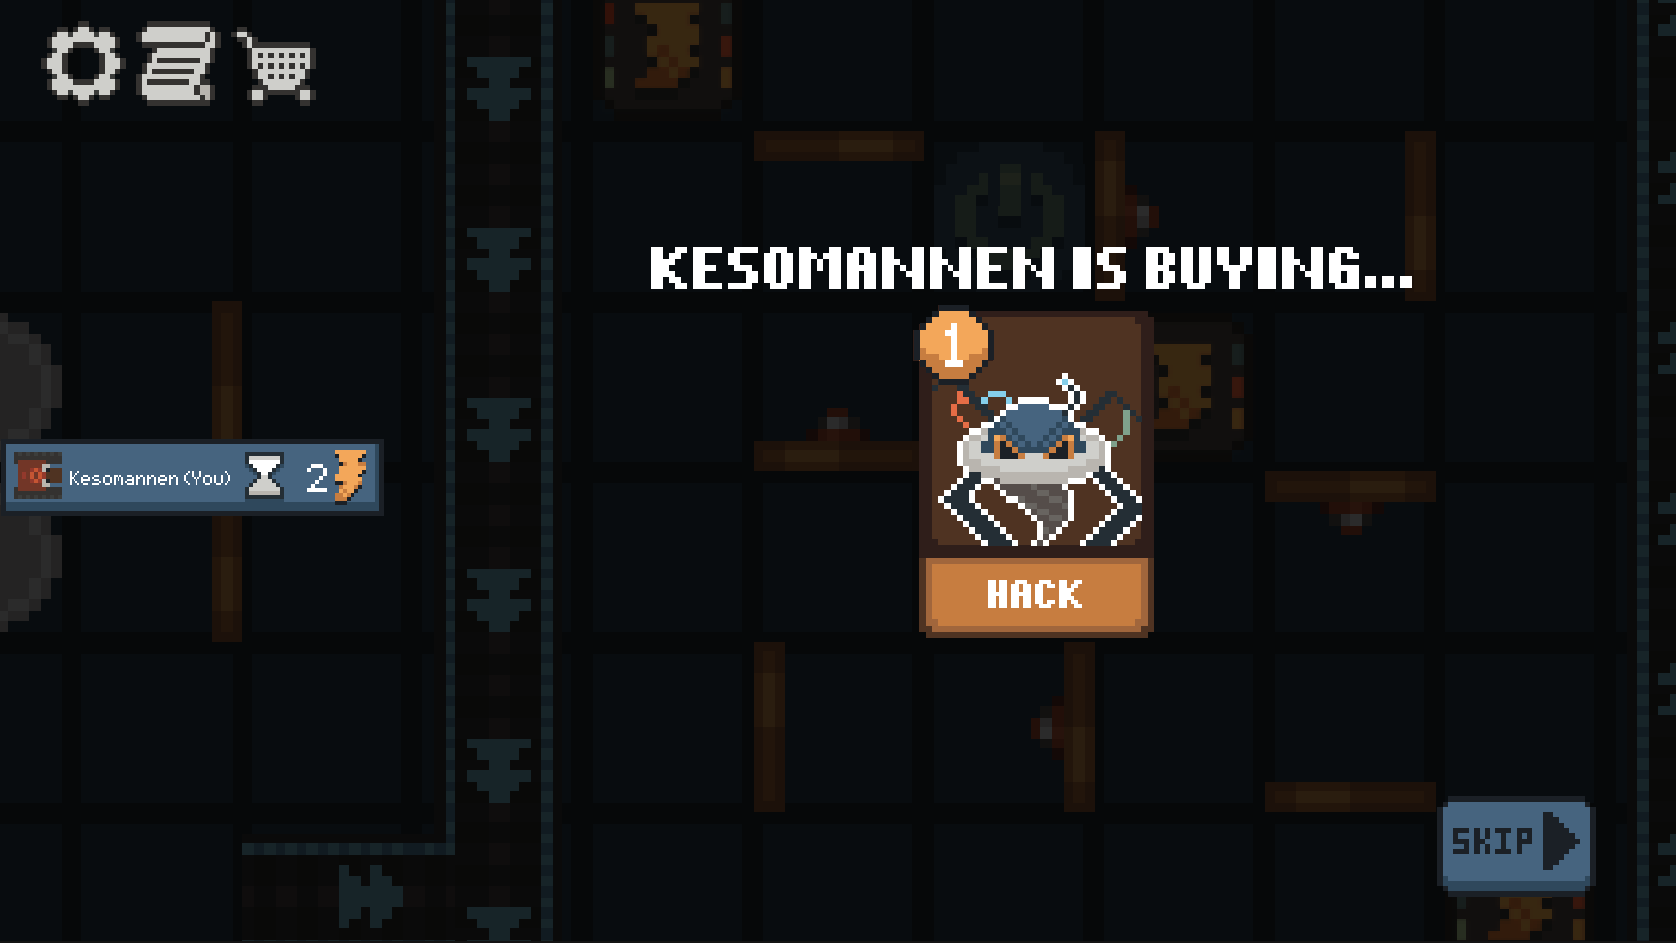 KESOMANNEN IS BUYING...
1
Kesomannen (You) 2
HACK
SKIP